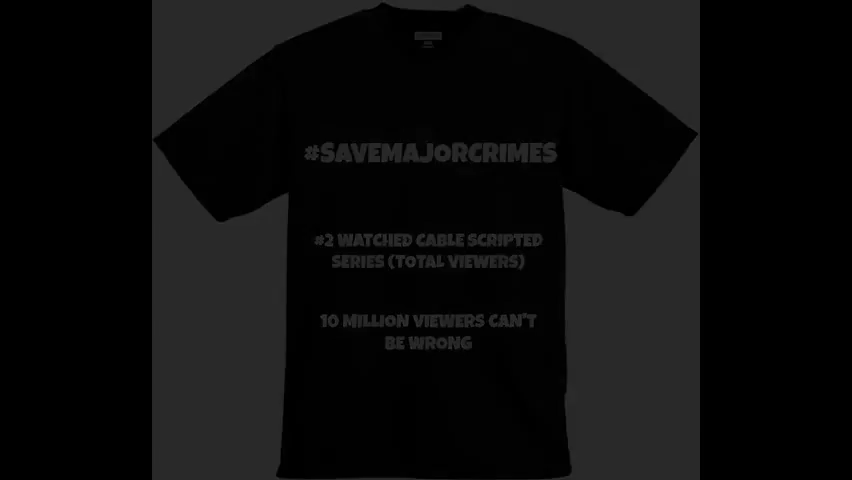 #SAVEMAJORCRIMES
#2 WATCHED CABLE SCRIPTED
SERIES (TOTAL VIEWERS)
10 MILLION VIEWERS CAN'T
BE WRONG